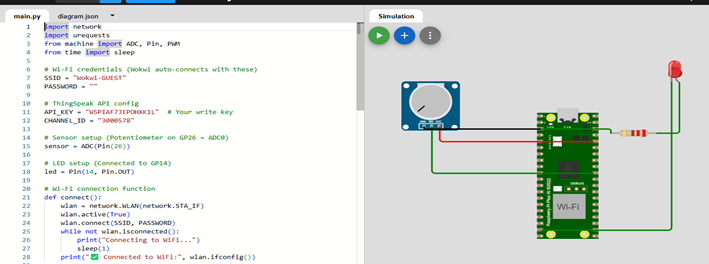 main.py
diagram.json
Simulation
1 import network
2 import urequests
3 from machine import ADC, Pin, PWM
4 from time import sleep
5
6 # Wi-Fi credentials (Wokwi auto-connects with these)
7 SSID = "Wokwi-GUEST"
8 PASSWORD = ""
9
10 # ThingSpeak API config
11 API_KEY = "WSPIAF7JEPOHXX1L"  # Your write key
12 CHANNEL_ID = "3000578"
13
14 # Sensor setup (Potentiometer on GP26 = ADC0)
15 sensor = ADC(Pin(26))
16
17 # LED setup (Connected to GP14)
18 led = Pin(14, Pin.OUT)
19
20 # Wi-Fi connection function
21 def connect():
22 wlan = network.WLAN(network.STA_IF)
23 wlan.active(True)
24 wlan.connect(SSID, PASSWORD)
25 while not wlan.isconnected():
26 print("Connecting to WiFi...")
27 sleep(1)
28 print("✅ Connected to WiFi:", wlan.ifconfig())
Wi-Fi